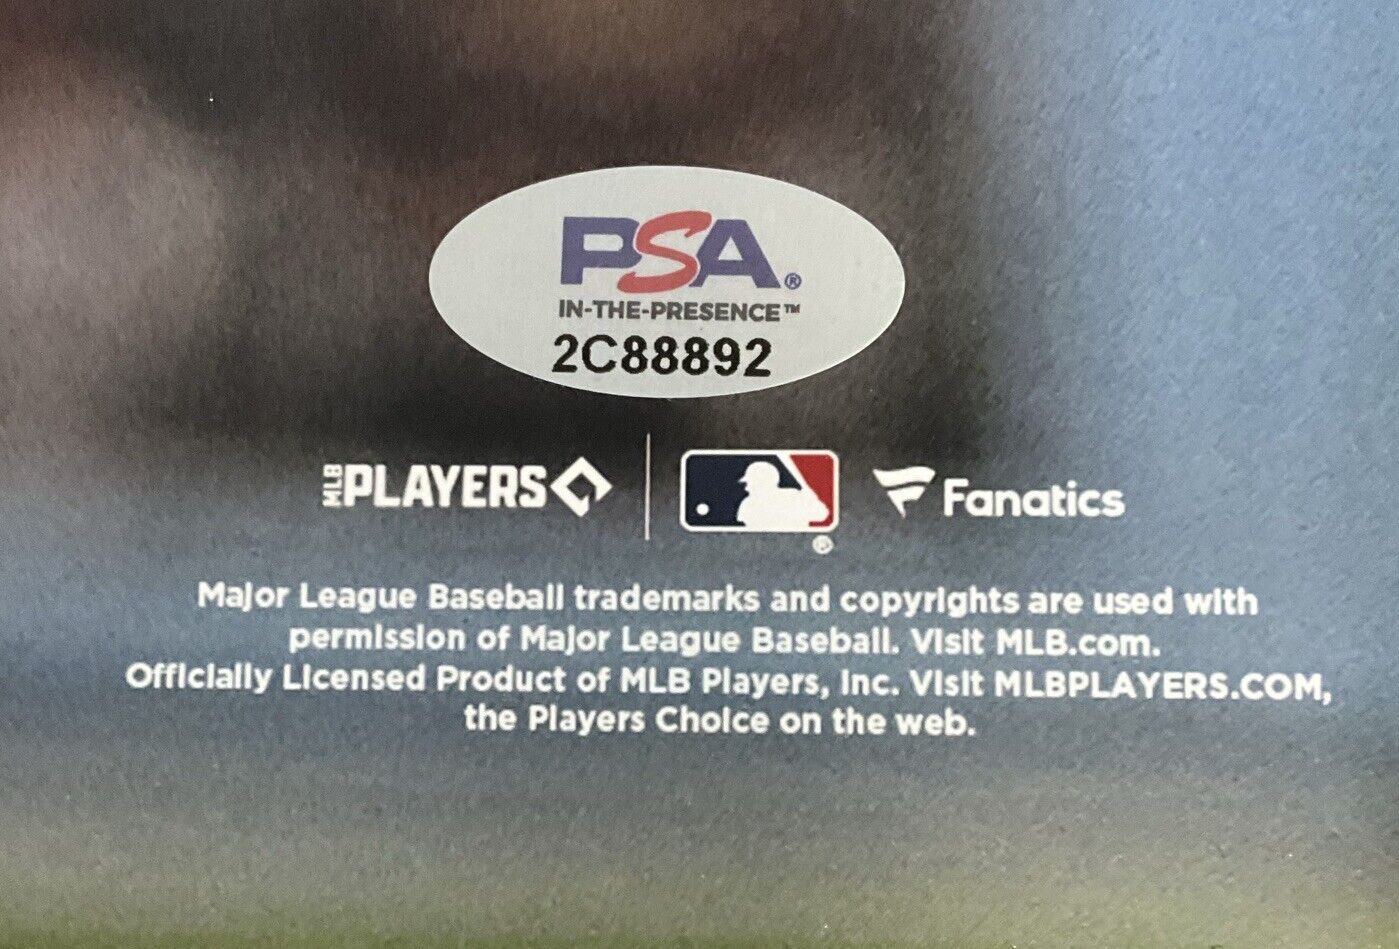 PSA®
IN-THE-PRESENCE™
2C88892
MLB PLAYERS
® Fanatics
Major League Baseball trademarks and copyrights are used with
permission of Major League Baseball. Visit MLB.com.
Officially Licensed Product of MLB Players, Inc. Visit MLBPLAYERS.COM,
the Players Choice on the web.